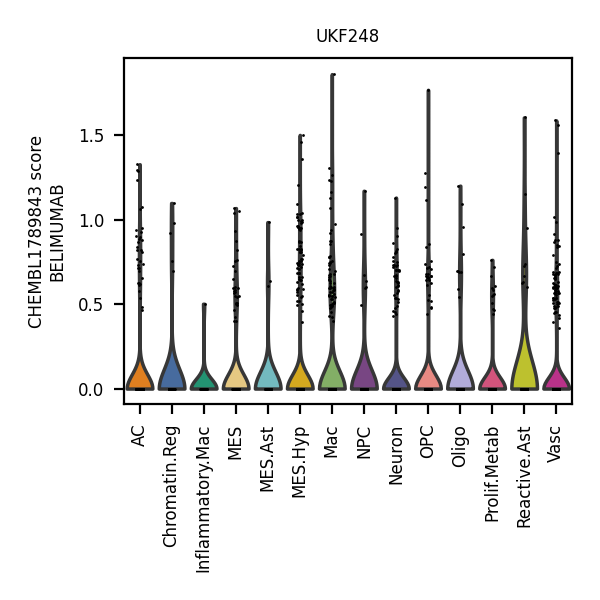 UKF248
CHEMBL1789843 score
BELIMUMAB
1.5
1.0
0.5
0.0
AC
Chromatin.Reg
Inflammatory.Mac
MES
MES.Ast
MES.Hyp
Mac
NPC
Neuron
OPC
Oligo
Prolif.Metab
Reactive.Ast
Vasc